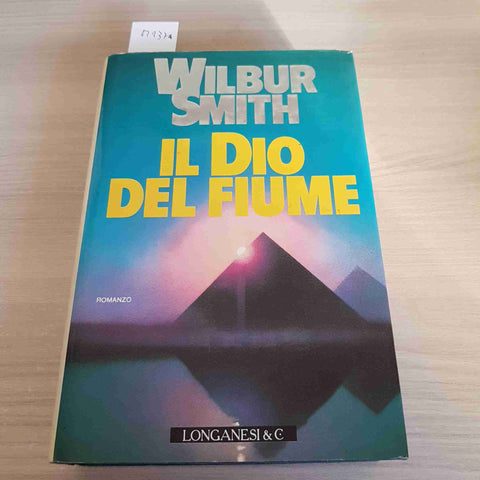 WILBUR
SMITH
IL DIO
DEL FIUME
ROMANZO
LONGANESI & C